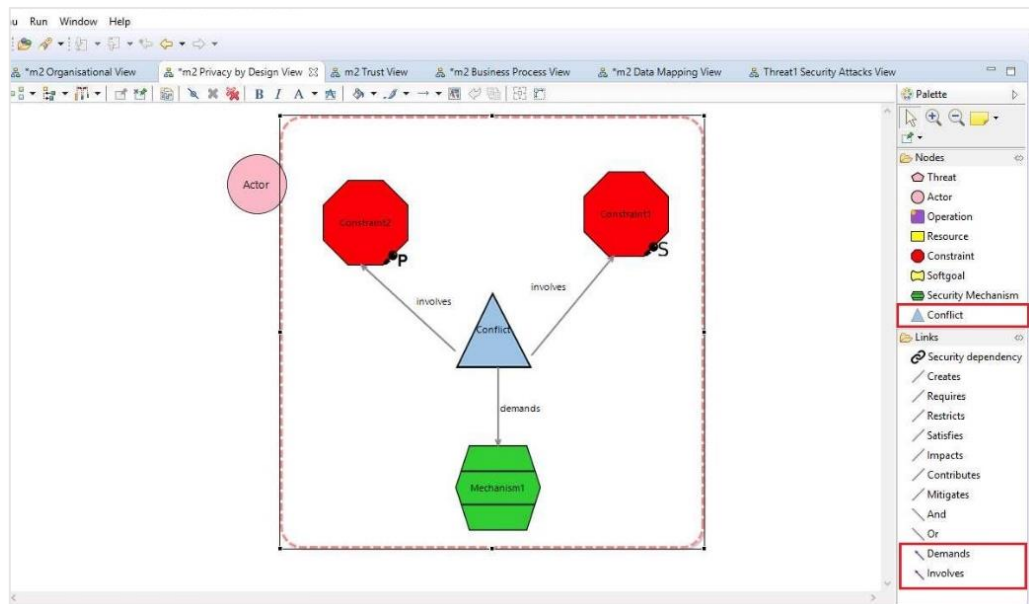 u Run Window Help
*m2 Organisational View *m2 Privacy by Design View m2 Trust View *m2 Business Process View *m2 Data Mapping View Threat1 Security Attacks View
B I A
Palette
Nodes
Threat
Actor
Operation
Resource
Constraint
Softgoal
Security Mechanism
Conflict
Links
Security dependency
Creates
Requires
Restricts
Satisfies
Impacts
Contributes
Mitigates
And
Or
Demands
Involves
Actor
Constraint2
P
Constraint1
S
involves
involves
Conflict
demands
Mechanism1